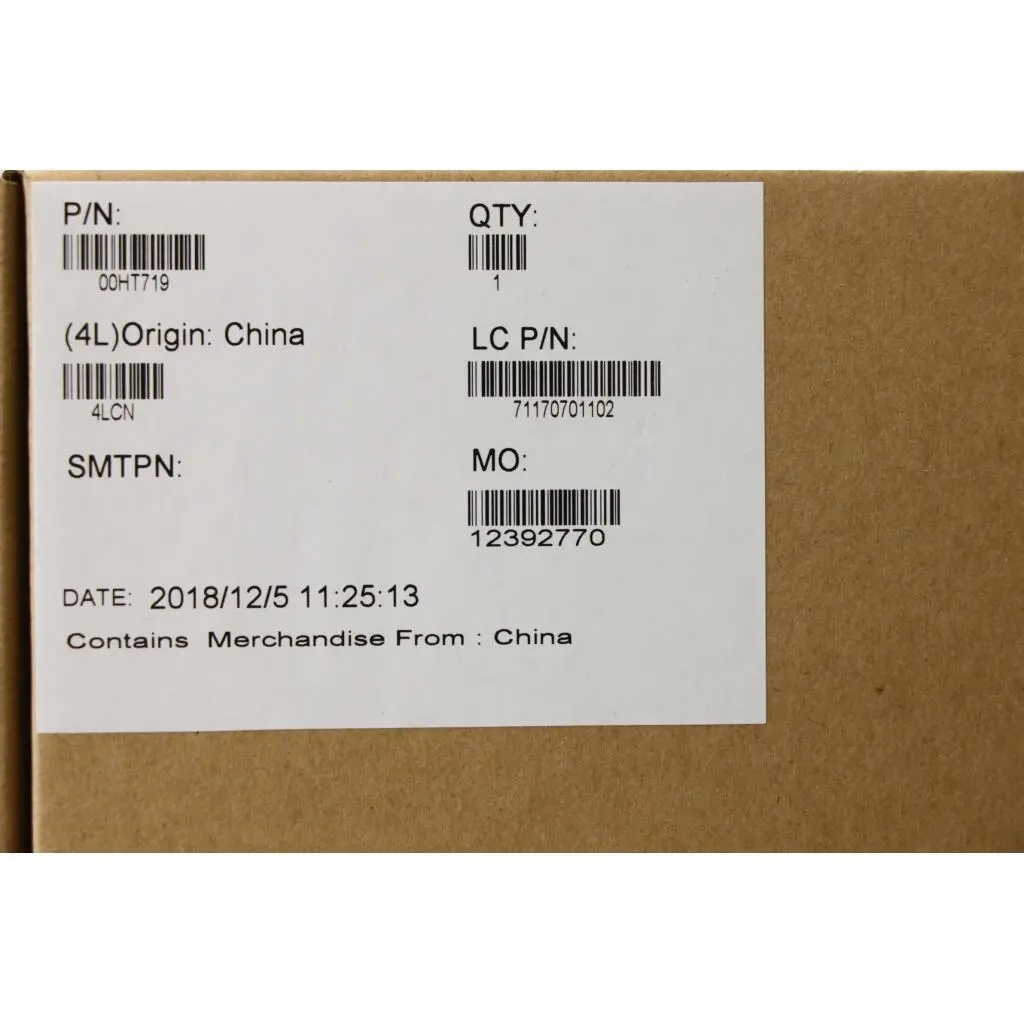 P/N:
00HT719
QTY:
1
(4L)Origin: China
4LCN
LC P/N:
71170701102
SMTPN:
MO:
12392770
DATE: 2018/12/5 11:25:13
Contains Merchandise From : China